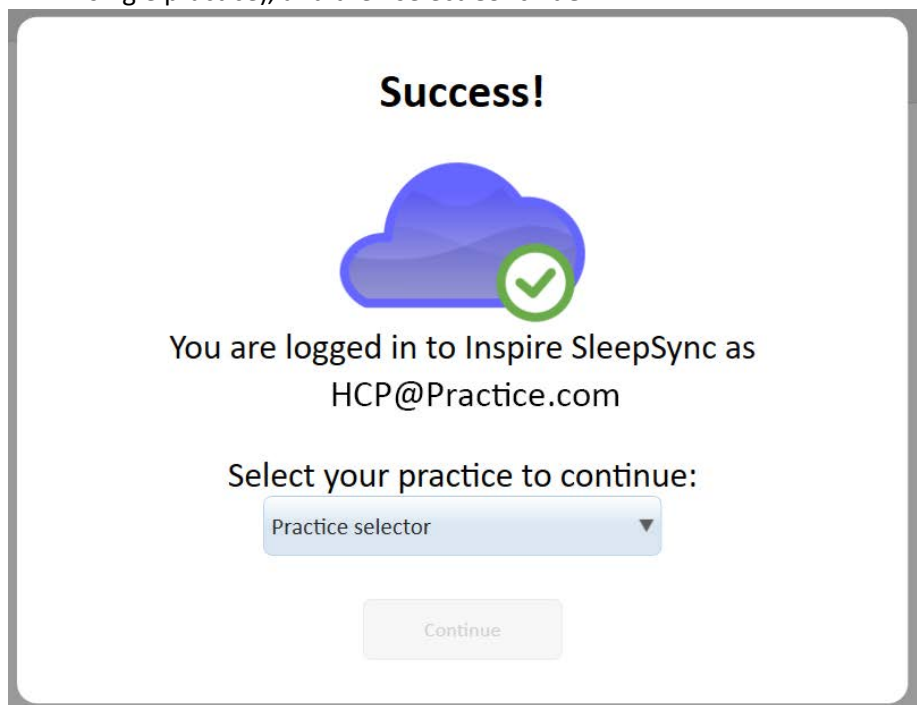 Success!
You are logged in to Inspire SleepSync as
HCP@Practice.com
Select your practice to continue:
Practice selector
Continue